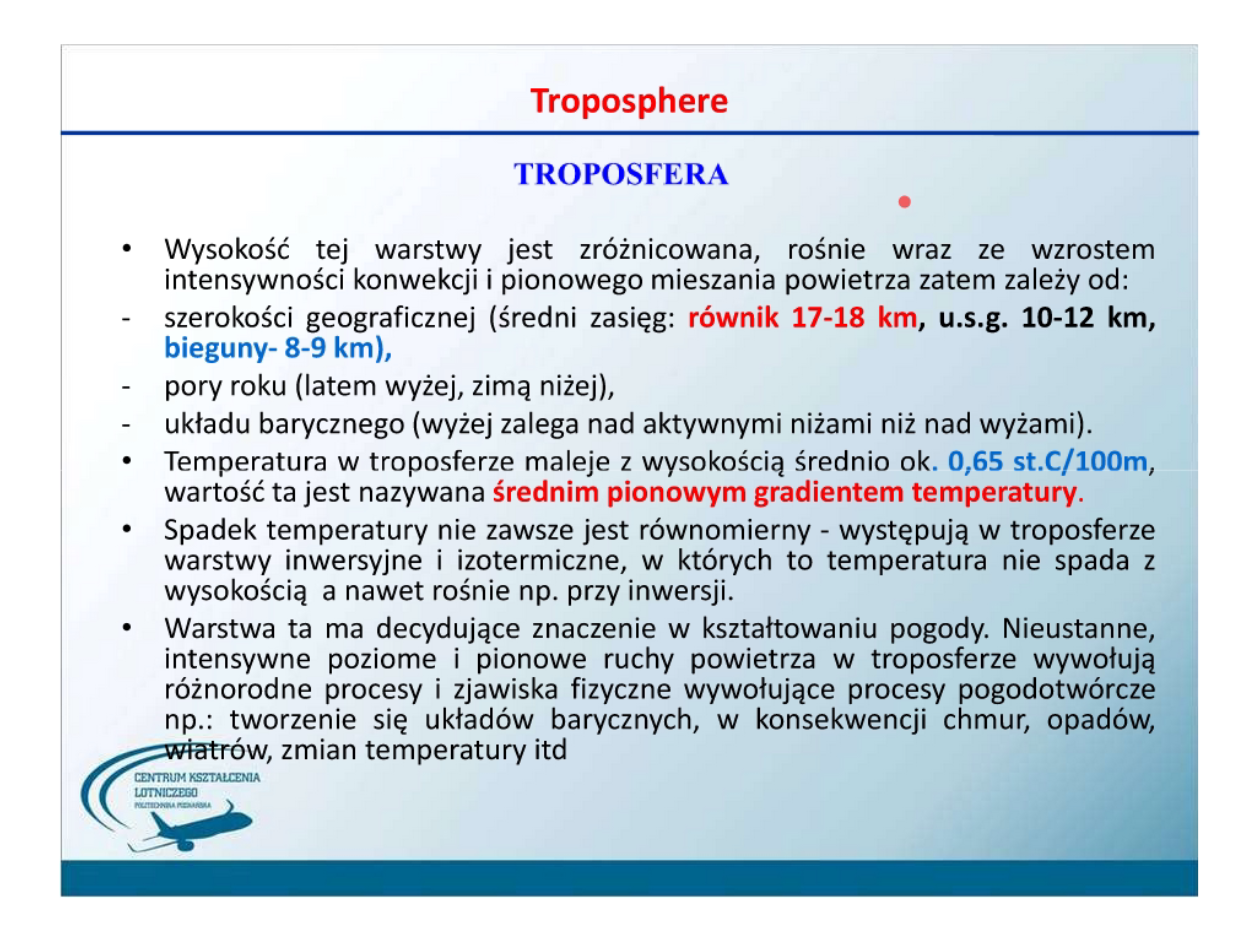 Troposphere
TROPOSFERA
• Wysokość tej warstwy jest zróżnicowana, rośnie wraz ze wzrostem
intensywności konwekcji i pionowego mieszania powietrza zatem zależy od:
- szerokości geograficznej (średni zasięg: równik 17-18 km, u.s.g. 10-12 km,
bieguny- 8-9 km),
- pory roku (latem wyżej, zimą niżej),
- układu barycznego (wyżej zalega nad aktywnymi niżami niż nad wyżami).
• Temperatura w troposferze maleje z wysokością średnio ok. 0,65 st.C/100m,
wartość ta jest nazywana średnim pionowym gradientem temperatury.
• Spadek temperatury nie zawsze jest równomierny - występują w troposferze
warstwy inwersyjne i izotermiczne, w których to temperatura nie spada z
wysokością a nawet rośnie np. przy inwersji.
• Warstwa ta ma decydujące znaczenie w kształtowaniu pogody. Nieustanne,
intensywne poziome i pionowe ruchy powietrza w troposferze wywołują
różnorodne procesy i zjawiska fizyczne wywołujące procesy pogodotwórcze
np.: tworzenie się układów barycznych, w konsekwencji chmur, opadów,
wiatrów, zmian temperatury itd
CENTRUM KSZTAŁCENIA
LOTNICZEGO
POLITECHNIKA POZNAŃSKA